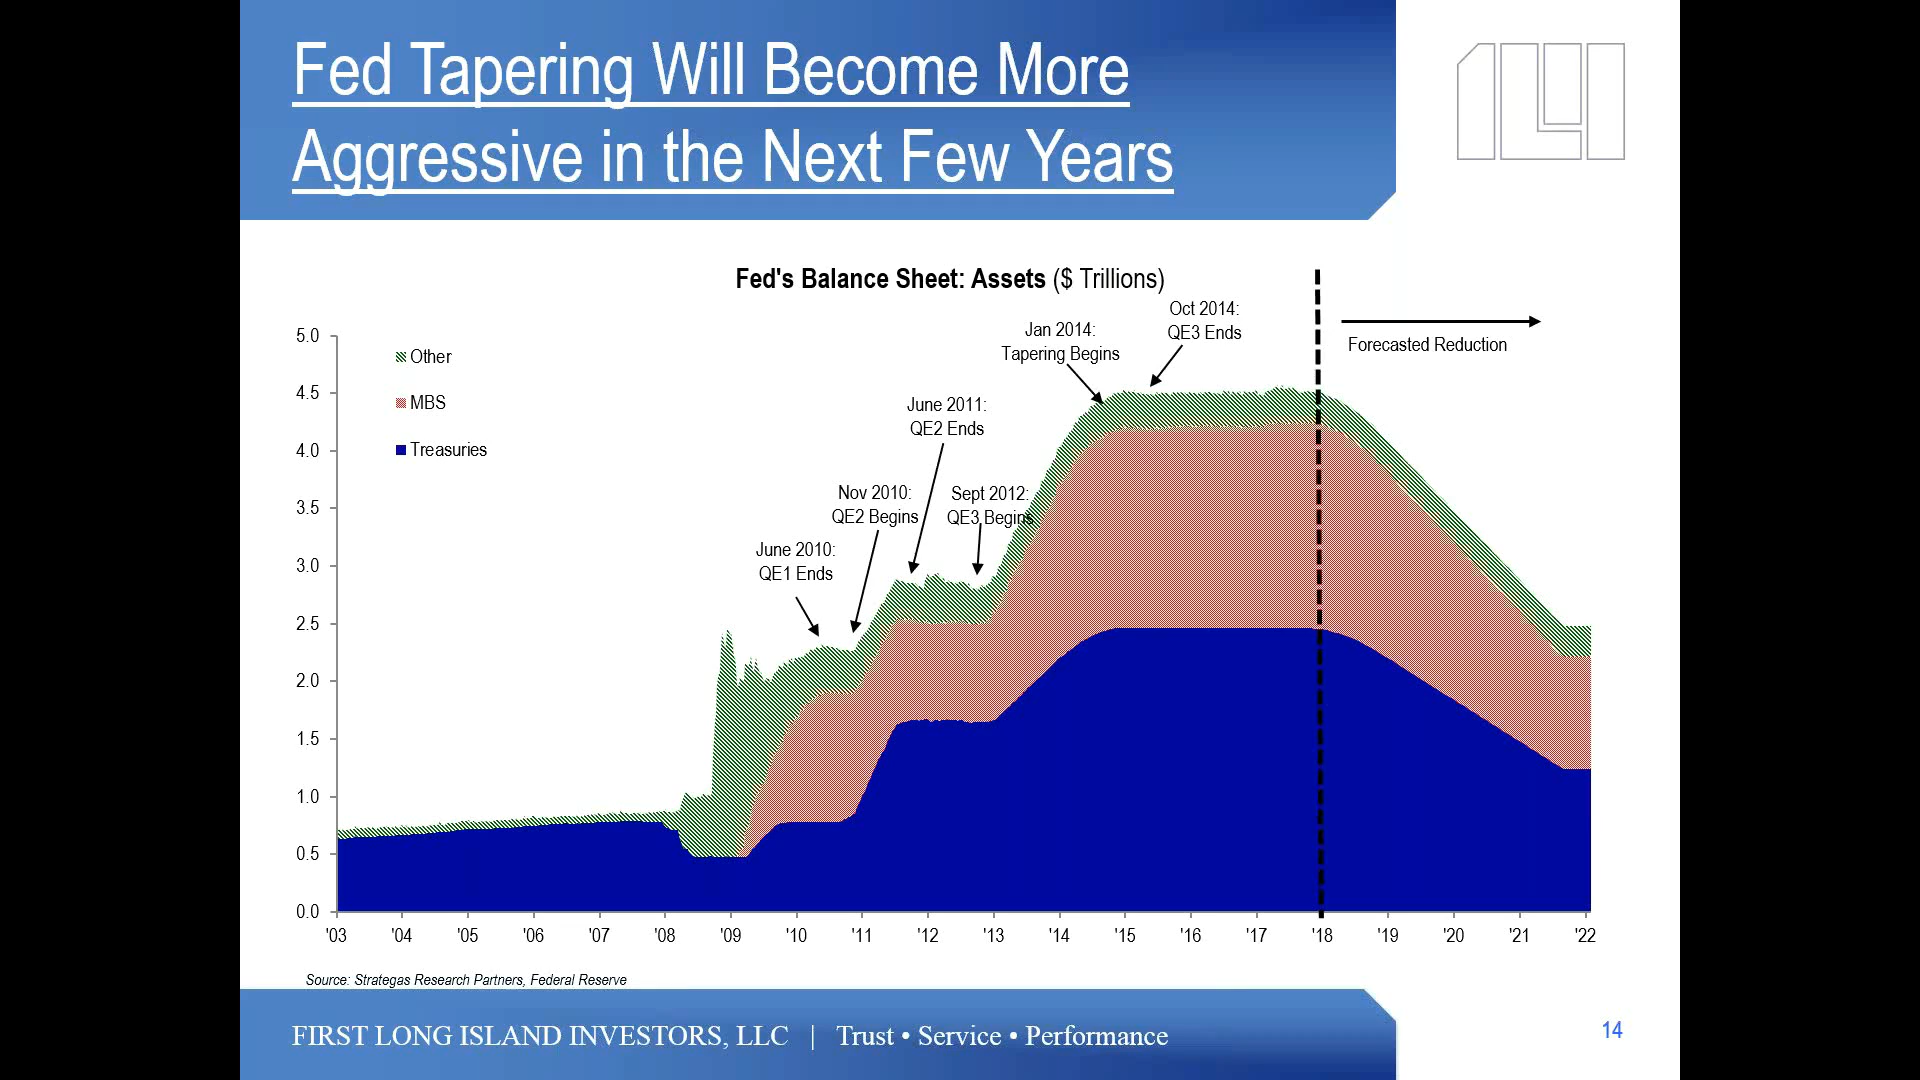 Fed Tapering Will Become More
Aggressive in the Next Few Years
Fed's Balance Sheet: Assets ($ Trillions)
Oct 2014:
QE3 Ends
Jan 2014:
Tapering Begins
Forecasted Reduction
5.0
Other
4.5
MBS
June 2011:
QE2 Ends
4.0
Treasuries
Nov 2010:
QE2 Begins
Sept 2012:
QE3 Begins
3.5
June 2010:
QE1 Ends
3.0
2.5
2.0
1.5
1.0
0.5
0.0
'03 '04 '05 '06 '07 '08 '09 '10 '11 '12 '13 '14 '15 '16 '17 '18 '19 '20 '21 '22
Source: Strategas Research Partners, Federal Reserve
FIRST LONG ISLAND INVESTORS, LLC | Trust • Service • Performance
14